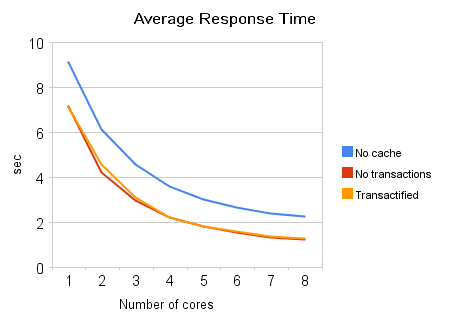 Average Response Time
10
8
6
4
2
0
sec
1 2 3 4 5 6 7 8
Number of cores
No cache
No transactions
Transactified